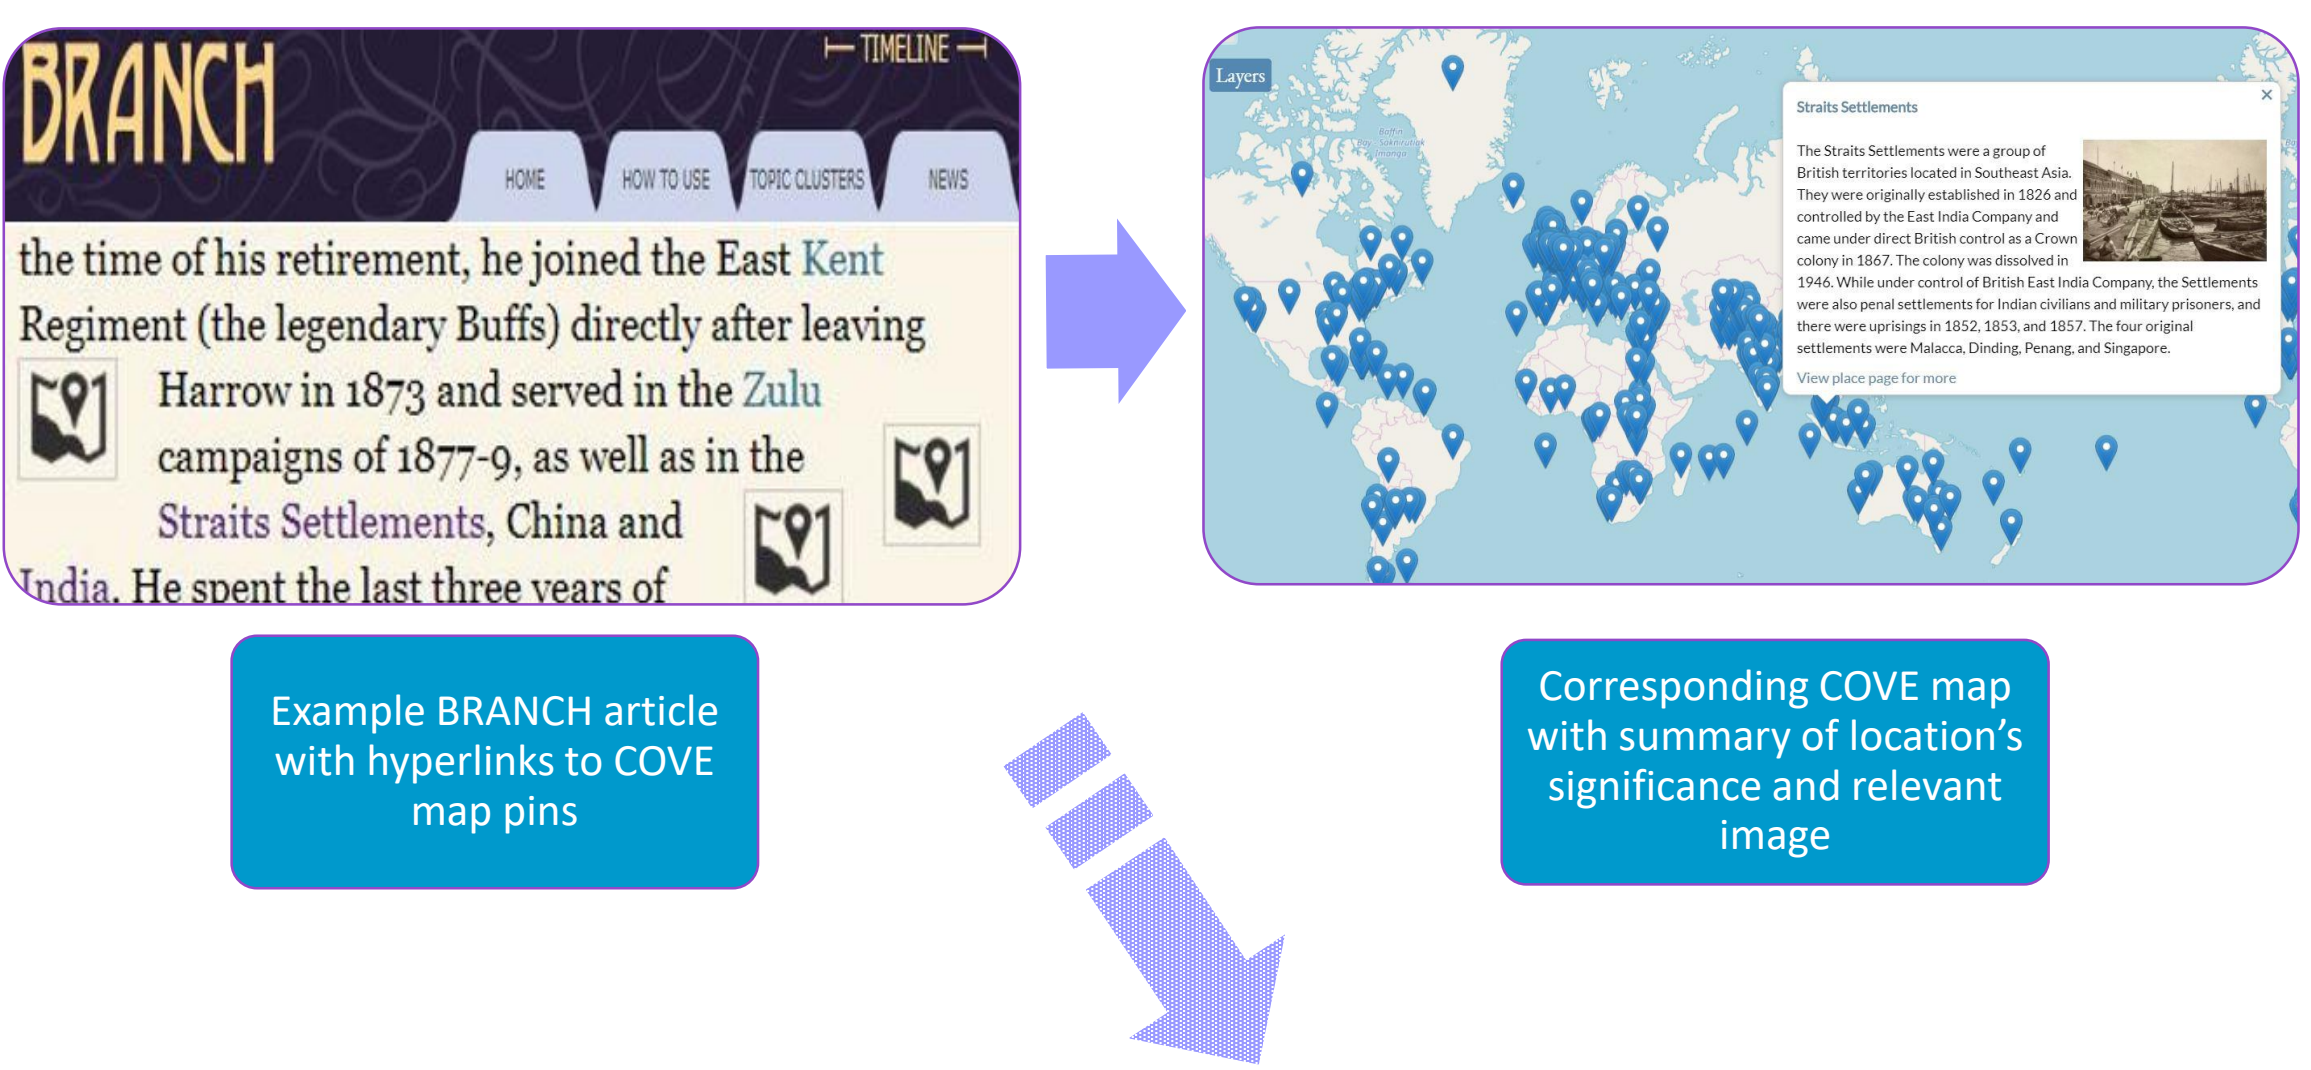 BRANCH
TIMELINE
HOME
HOW TO USE
TOPIC CLUSTERS
NEWS
the time of his retirement, he joined the East Kent
Regiment (the legendary Buffs) directly after leaving
Harrow in 1873 and served in the Zulu
campaigns of 1877-9, as well as in the
Straits Settlements, China and
India. He spent the last three years of
Layers
Baffin
Bay
Straits Settlements
×
The Straits Settlements were a group of
British territories located in Southeast Asia.
They were originally established in 1826 and
controlled by the East India Company and
came under direct British control as a Crown
colony in 1867. The colony was dissolved in
1946. While under control of British East India Company, the Settlements
were also penal settlements for Indian civilians and military prisoners, and
there were uprisings in 1852, 1853, and 1857. The four original
settlements were Malacca, Dinding, Penang, and Singapore.
View place page for more
Example BRANCH article
with hyperlinks to COVE
map pins
Corresponding COVE map
with summary of location’s
significance and relevant
image